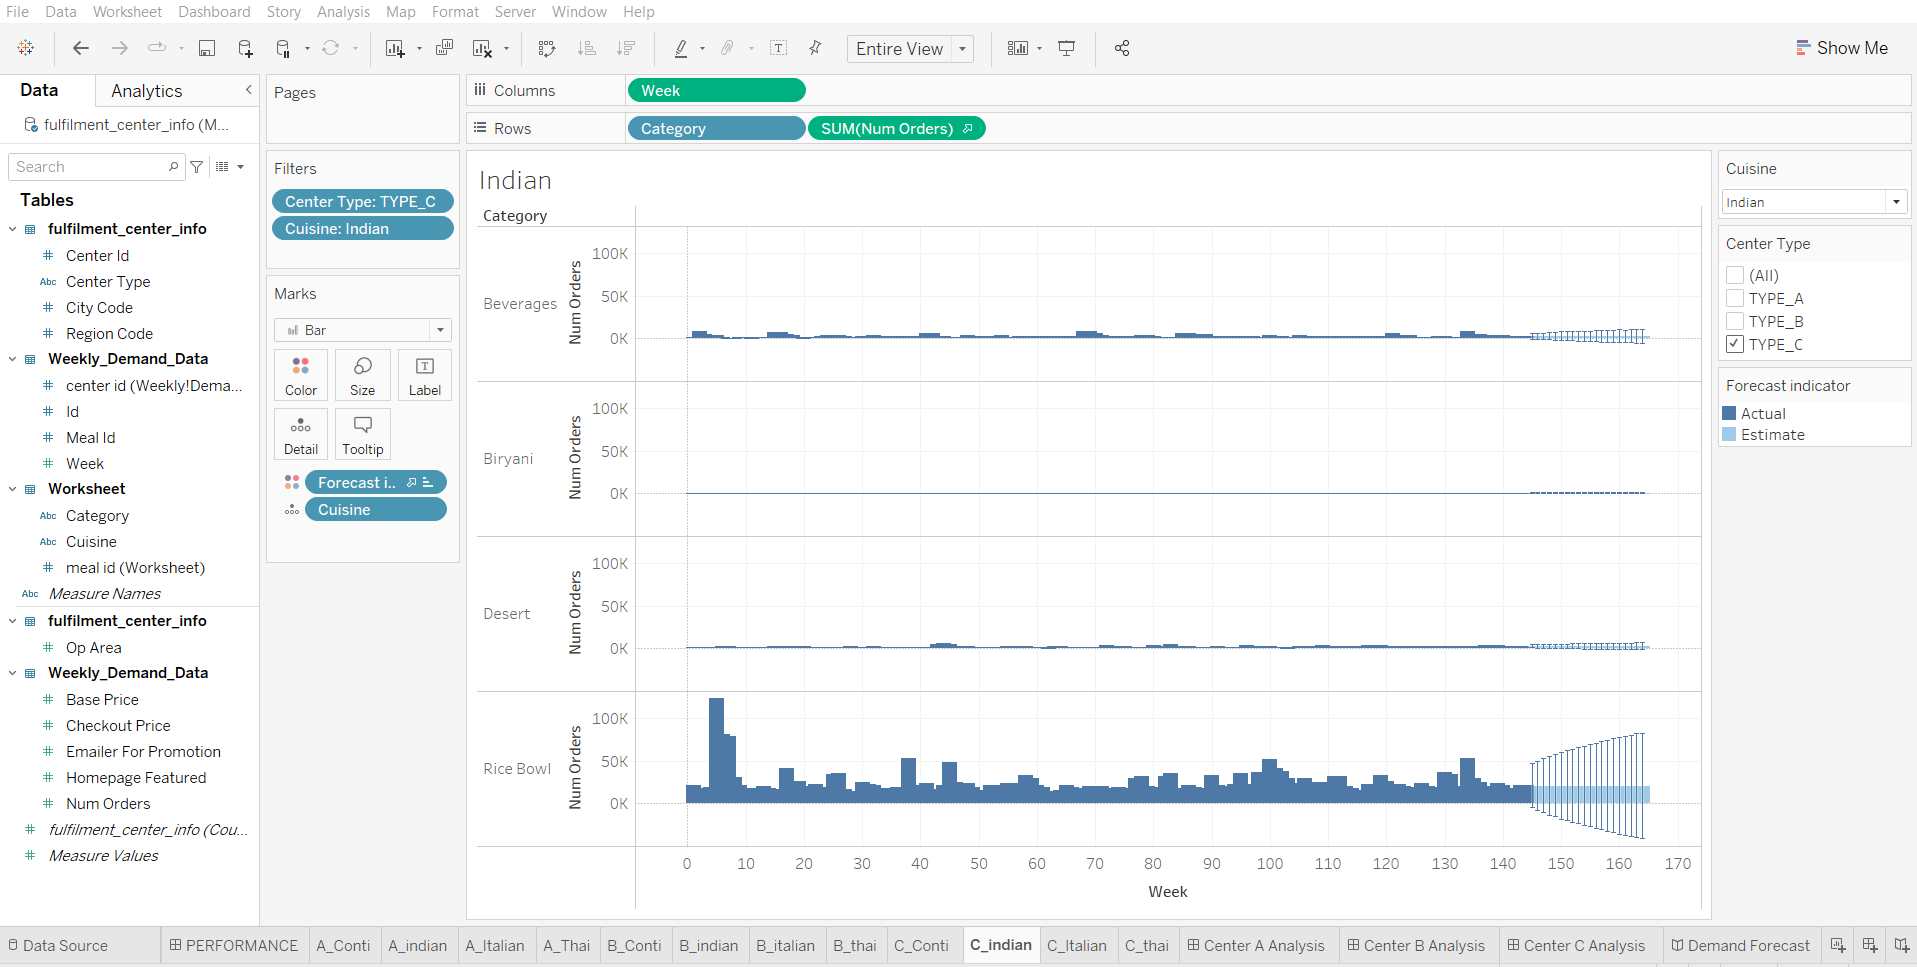 File Data Worksheet Dashboard Story Analysis Map Format Server Window Help
Entire View
Show Me
Data Analytics
fulfilment_center_info (M...
Search
Tables
fulfilment_center_info
Center Id
Abc Center Type
City Code
Region Code
Weekly_Demand_Data
center id (Weekly!Dema...
Id
Meal Id
Week
Worksheet
Abc Category
Abc Cuisine
meal id (Worksheet)
Abc Measure Names
fulfilment_center_info
Op Area
Weekly_Demand_Data
Base Price
Checkout Price
Emailer For Promotion
Homepage Featured
Num Orders
fulfilment_center_info (Cou...
Measure Values
Pages
Filters
Center Type: TYPE_C
Cuisine: Indian
Marks
Bar
Color Size Label
Detail Tooltip
Forecast i..
Cuisine
Columns Week
Rows Category SUM(Num Orders)
Indian
Category
Beverages
Num Orders
100K
50K
0K
Biryani
Num Orders
100K
50K
0K
Desert
Num Orders
100K
50K
0K
Rice Bowl
Num Orders
100K
50K
0K
0 10 20 30 40 50 60 70 80 90 100 110 120 130 140 150 160 170
Week
Cuisine
Indian
Center Type
(All)
TYPE_A
TYPE_B
TYPE_C
Forecast indicator
Actual
Estimate
Data Source PERFORMANCE A_Conti A_indian A_Italian A_Thai B_Conti B_indian B_italian B_thai C_Conti C_indian C_Italian C_thai Center A Analysis Center B Analysis Center C Analysis Demand Forecast